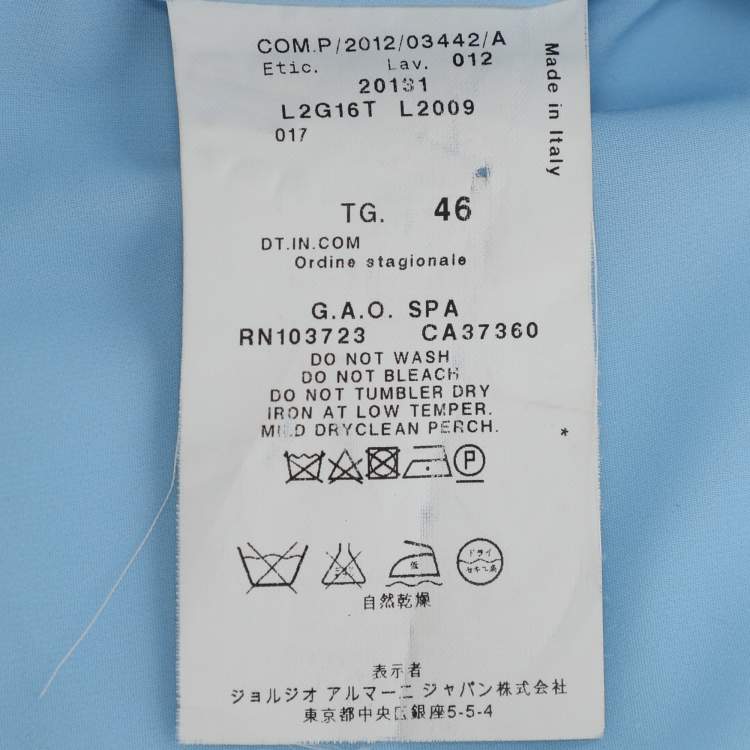 COM.P/2012/03442/A
Etic. Lav. 012
20131
L2G16T L2009
017
Made in Italy
TG. 46
DT.IN.COM
Ordine stagionale
G.A.O. SPA
RN103723 CA37360
DO NOT WASH
DO NOT BLEACH
DO NOT TUMBLER DRY
IRON AT LOW TEMPER.
MILD DRYCLEAN PERCH. *
P
低
ドライ
自然乾燥
表示者
ジョルジオ アルマーニ ジャパン株式会社
東京都中央区銀座5-5-4